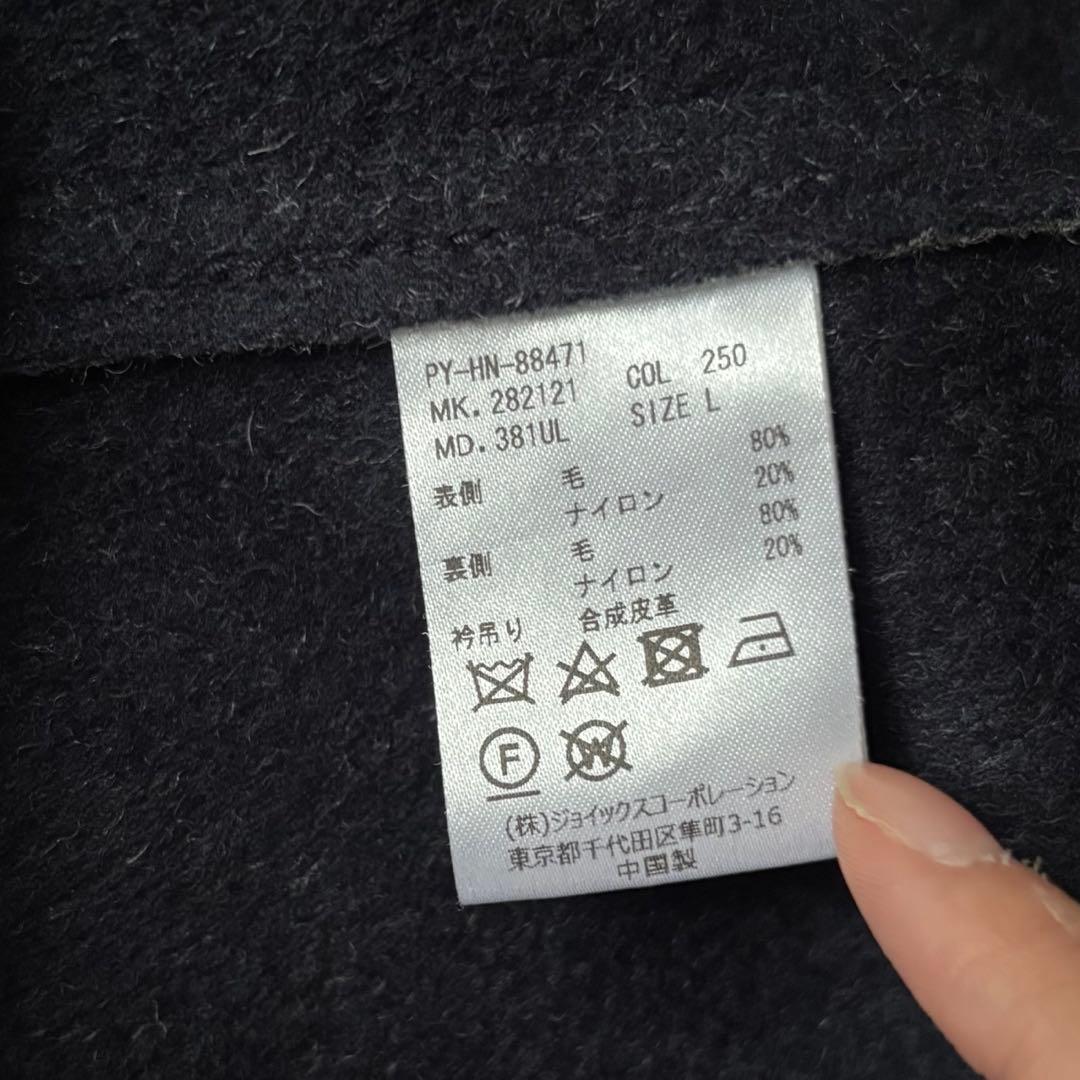 PY-HN-88471
MK. 282121 COL 250
MD. 381UL SIZE L
表側 毛 80%
ナイロン 20%
裏側 毛 80%
ナイロン 20%
衿吊り 合成皮革
F W
(株)ジョイックスコーポレーション
東京都千代田区隼町3-16
中国製